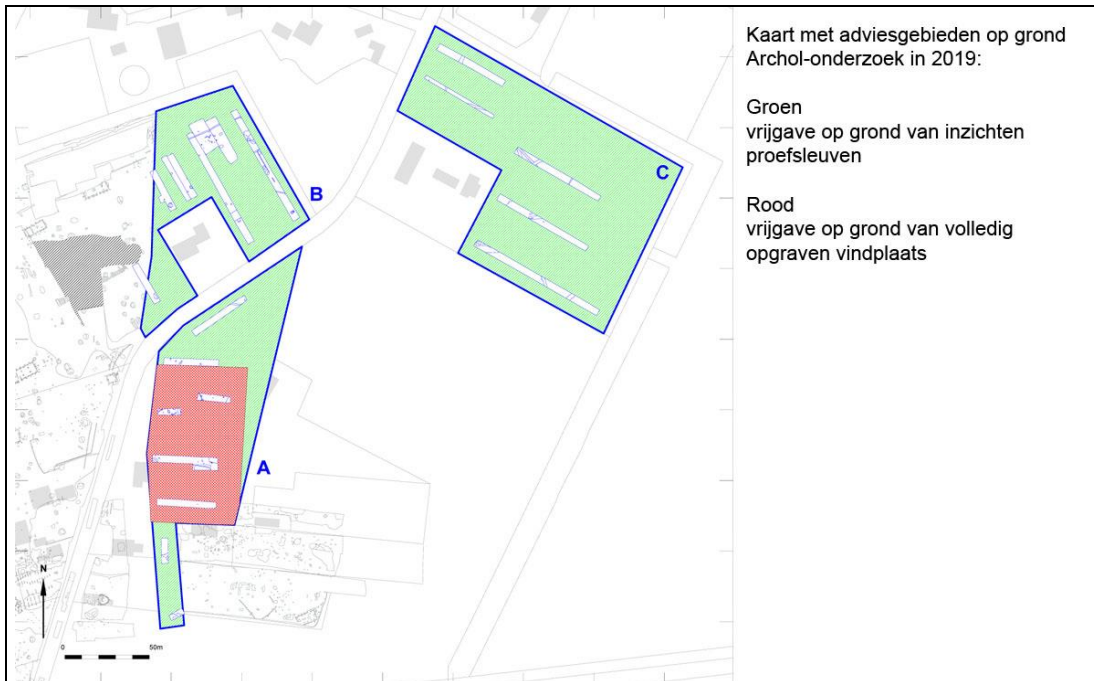 Kaart met adviesgebieden op grond
Archol-onderzoek in 2019:
Groen
vrijgave op grond van inzichten
proefsleuven
Rood
vrijgave op grond van volledig
opgraven vindplaats
C
B
A
N
0
50m